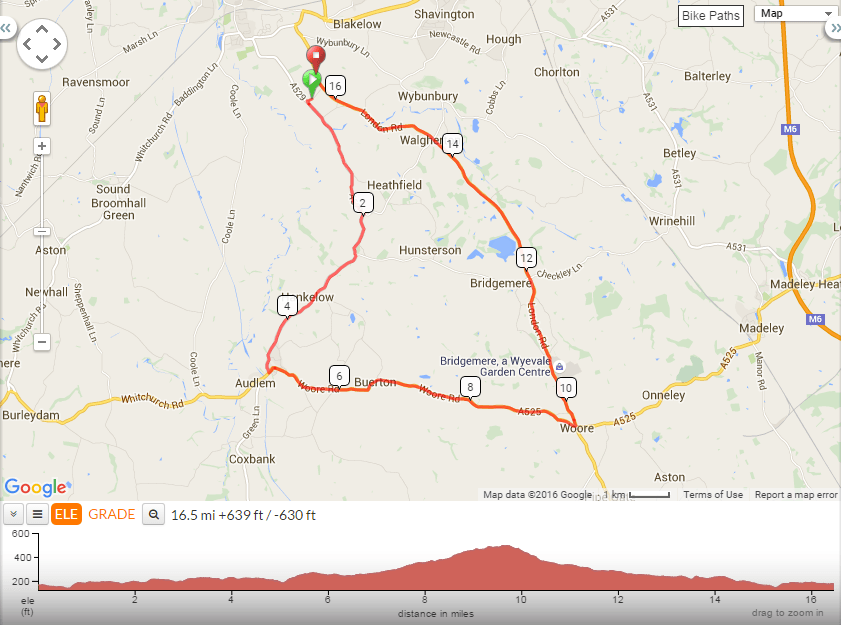 Blakelow
Shavington
Bike Paths
Map
Marsh Ln
Wybunbury Ln
Newcastle Rd
Hough
A531
Ravensmoor
Baddington Ln
A529
16
Chorlton
Balterley
Coole Ln
Wybunbury
Cobbs Ln
A531
Sound Ln
Whitchurch Rd
London Rd
M6
Walgher
14
Betley
Nantwich R
A531
Sound
Heathfield
Broomhall
Green
2
Coole Ln
Wrinehill
Aston
Hunsterson
A531
12
Checkley Ln
Bridgemere
Madeley Heat
Newhall
Sheppenhall Ln
4
Hankelow
London Rd
M6
Whitchurch Rd
Madeley
Coole Ln
Bridgemere, a Wyevale
Garden Centre
A525
Manor Rd
Audlem
6
Buerton
Woore Rd
8
Woore Rd
10
Onneley
Whitchurch Rd
A525
A525
Burleydam
Green Ln
Woore
Coxbank
Aston
Google
Map data ©2016 Google
1 km
Terms of Use
Report a map error
ELE
GRADE
16.5 mi +639 ft / -630 ft
600
400
200
2
4
6
8
10
12
14
16
ele
(ft)
distance in miles
drag to zoom in